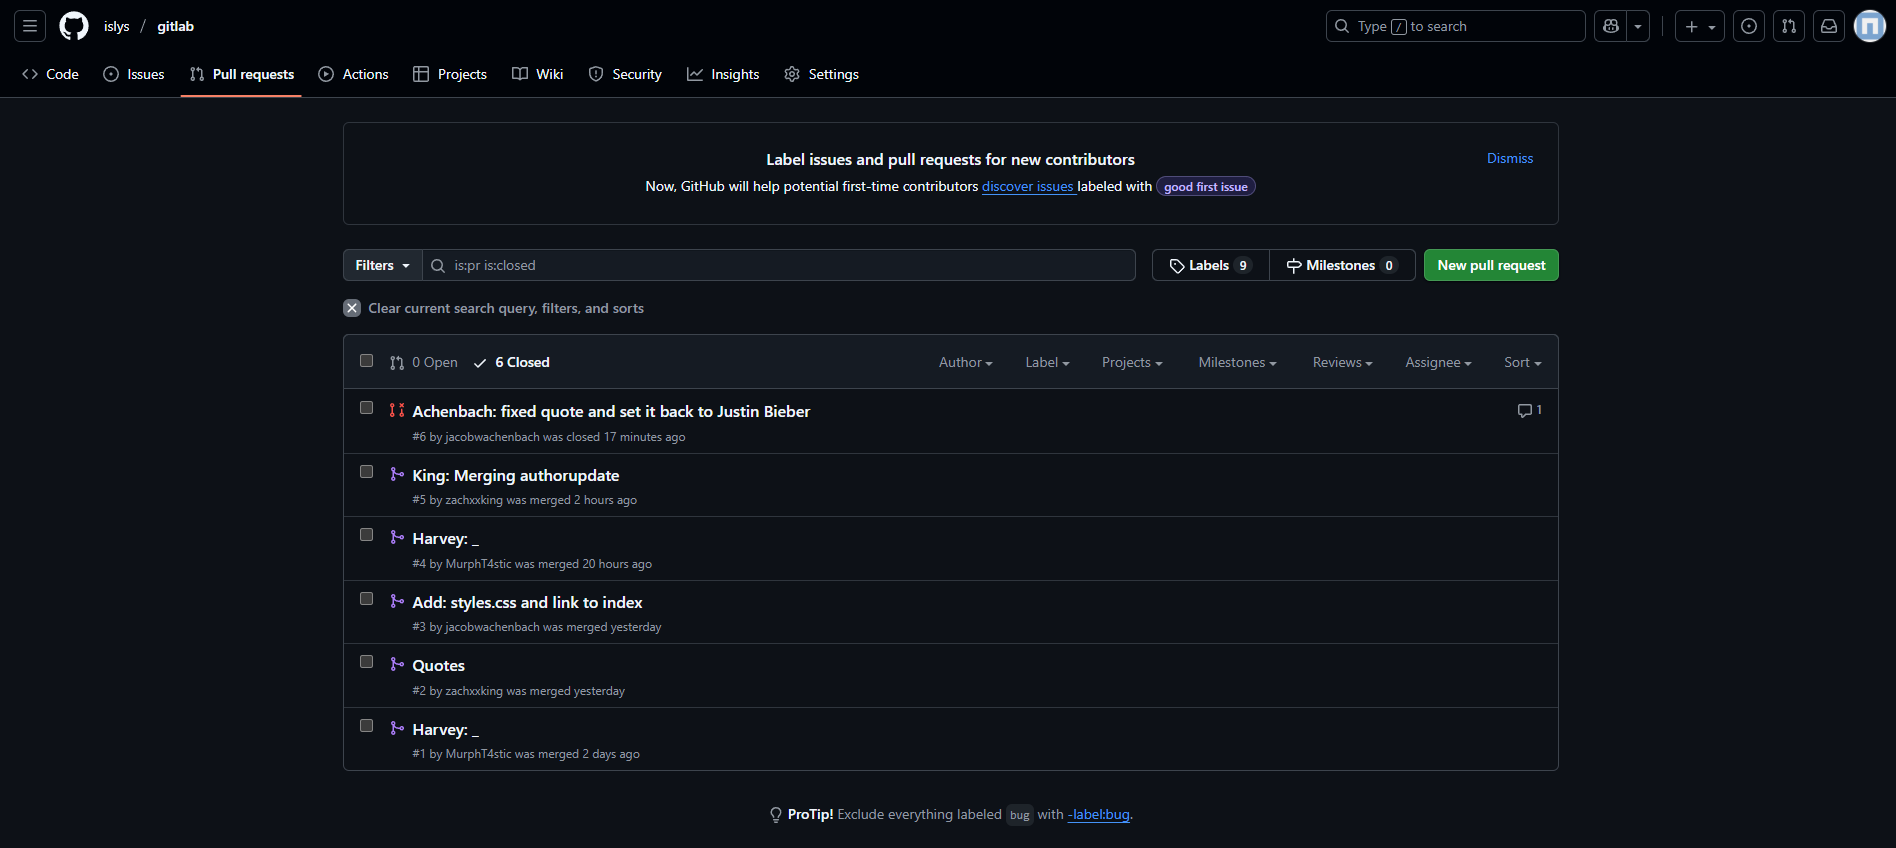 islys / gitlab
Type / to search
Code Issues Pull requests Actions Projects Wiki Security Insights Settings
Label issues and pull requests for new contributors
Dismiss
Now, GitHub will help potential first-time contributors discover issues labeled with good first issue
Filters is:pr is:closed Labels 9 Milestones 0 New pull request
Clear current search query, filters, and sorts
0 Open 6 Closed Author Label Projects Milestones Reviews Assignee Sort
Achenbach: fixed quote and set it back to Justin Bieber 1
#6 by jacobwachenbach was closed 17 minutes ago
King: Merging authorupdate
#5 by zachxxking was merged 2 hours ago
Harvey: _
#4 by MurphT4stic was merged 20 hours ago
Add: styles.css and link to index
#3 by jacobwachenbach was merged yesterday
Quotes
#2 by zachxxking was merged yesterday
Harvey: _
#1 by MurphT4stic was merged 2 days ago
ProTip! Exclude everything labeled bug with -label:bug.